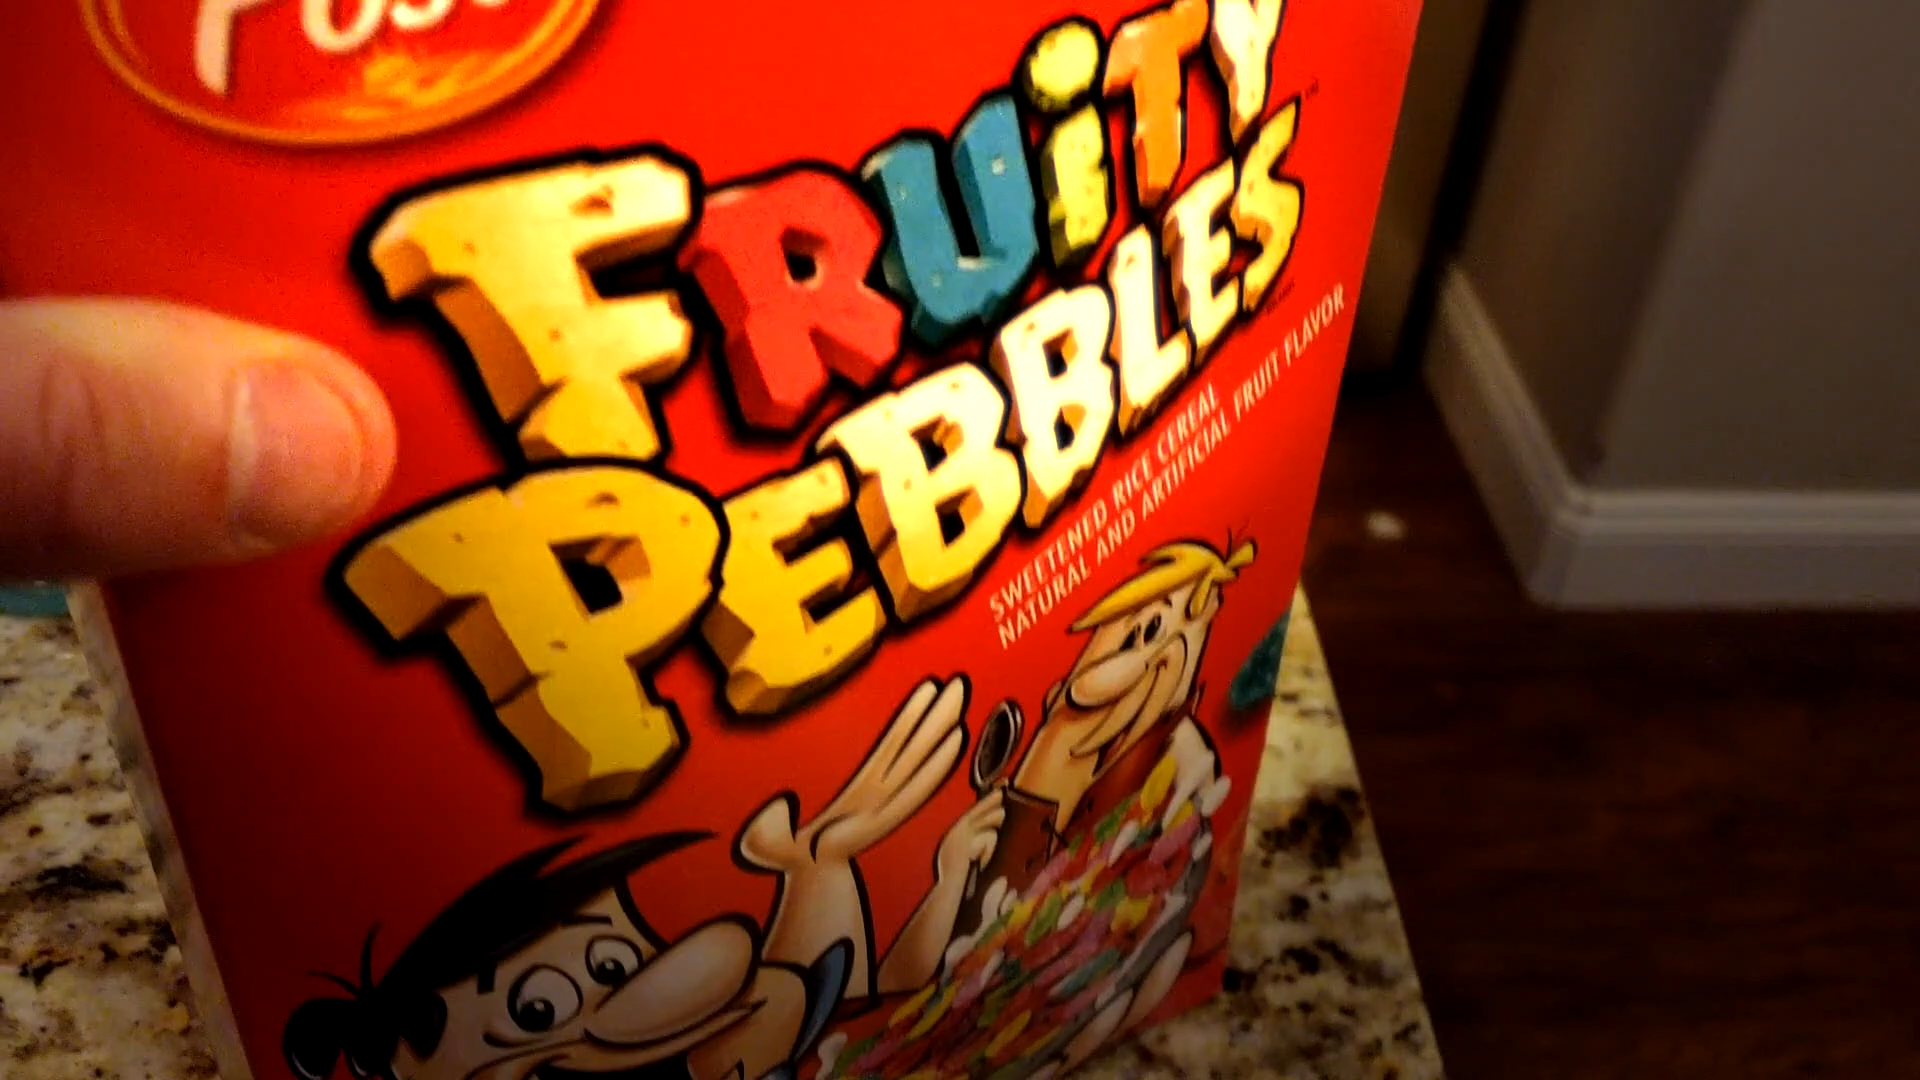 Post
FRUiTY
PEBBLES
SWEETENED RICE CEREAL
NATURAL AND ARTIFICIAL FRUIT FLAVOR